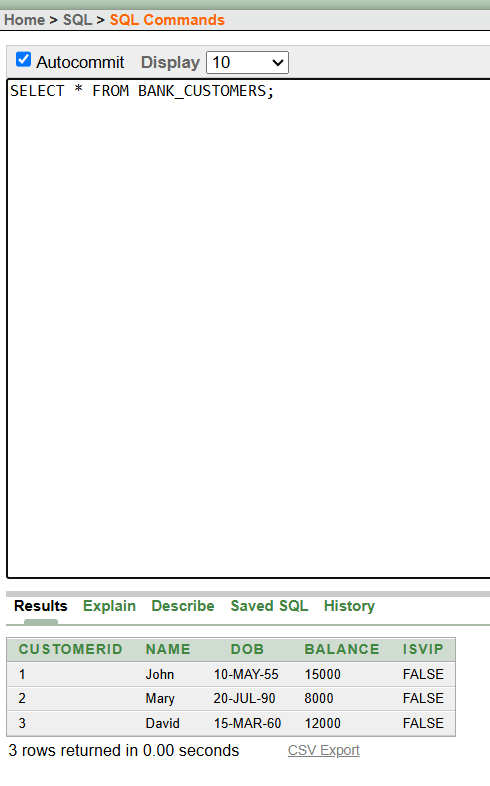 Home > SQL > SQL Commands
Autocommit Display 10
SELECT * FROM BANK_CUSTOMERS;
Results Explain Describe Saved SQL History
CUSTOMERID NAME DOB BALANCE ISVIP
1 John 10-MAY-55 15000 FALSE
2 Mary 20-JUL-90 8000 FALSE
3 David 15-MAR-60 12000 FALSE
3 rows returned in 0.00 seconds CSV Export